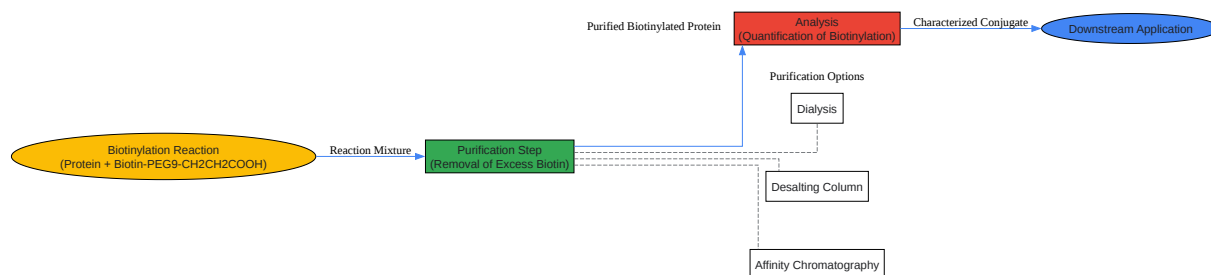 Biotinylation Reaction
(Protein + Biotin-PEG9-CH2CH2COOH)
Reaction Mixture
Purification Step
(Removal of Excess Biotin)
Purified Biotinylated Protein
Analysis
(Quantification of Biotinylation)
Characterized Conjugate
Downstream Application
Purification Options
Dialysis
Desalting Column
Affinity Chromatography